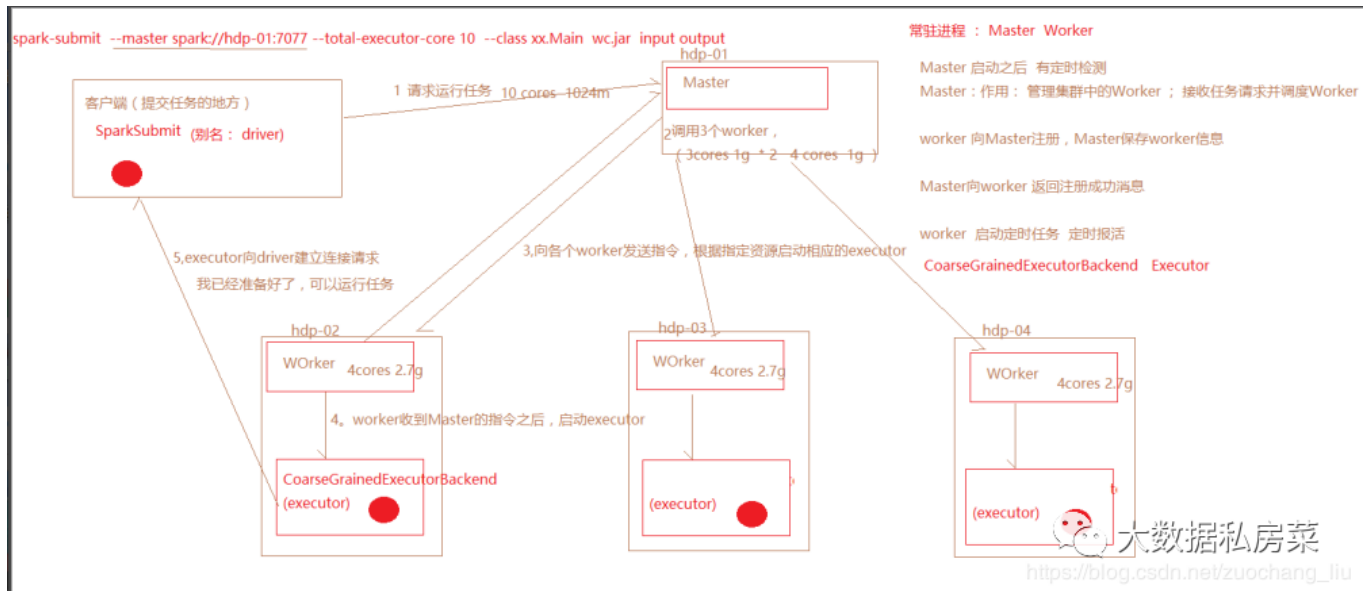 spark-submit --master spark://hdp-01:7077 --total-executor-core 10 --class xx.Main wc.jar input output
常驻进程 : Master Worker
hdp-01
Master
Master 启动之后 有定时检测
Master:作用: 管理集群中的Worker ; 接收任务请求并调度Worker
worker 向Master注册,Master保存worker信息
Master向worker 返回注册成功消息
worker 启动定时任务 定时报活
CoarseGrainedExecutorBackend Executor
客户端(提交任务的地方)
SparkSubmit (别名: driver)
1 请求运行任务 10 cores 1024m
2调用3个worker,
( 3cores 1g * 2 4 cores 1g )
3,向各个worker发送指令,根据指定资源启动相应的executor
5,executor向driver建立连接请求
我已经准备好了,可以运行任务
hdp-02
WOrker 4cores 2.7g
4。worker收到Master的指令之后,启动executor
CoarseGrainedExecutorBackend
(executor)
hdp-03
WOrker 4cores 2.7g
(executor)
hdp-04
WOrker 4cores 2.7g
(executor)
大数据私房菜
https://blog.csdn.net/zuochang_liu